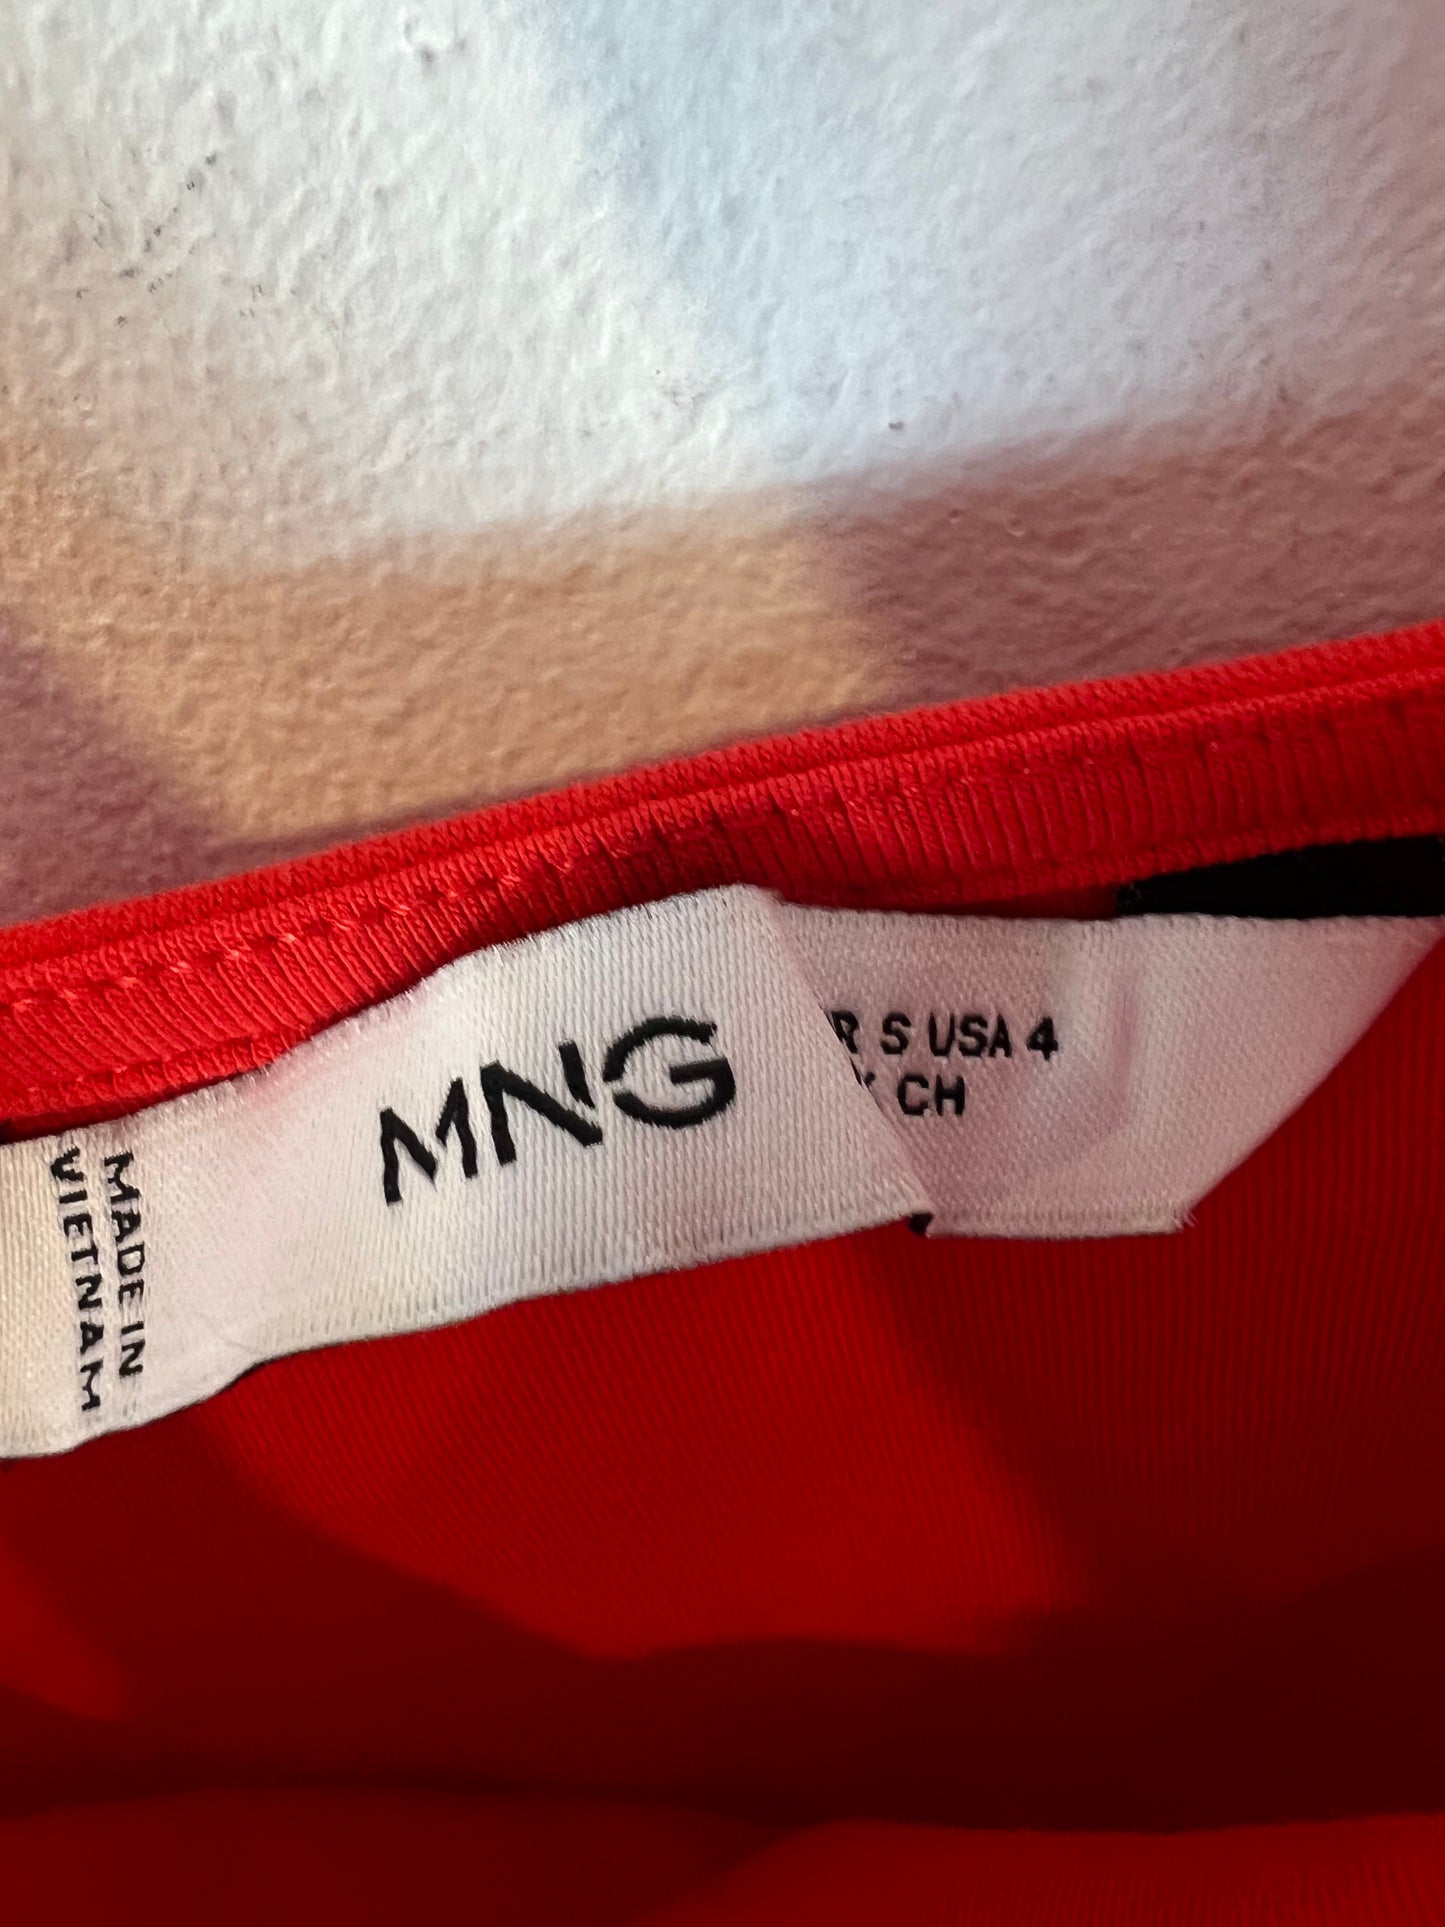 MNG
R S USA 4
CH
MADE IN
VIETNAM